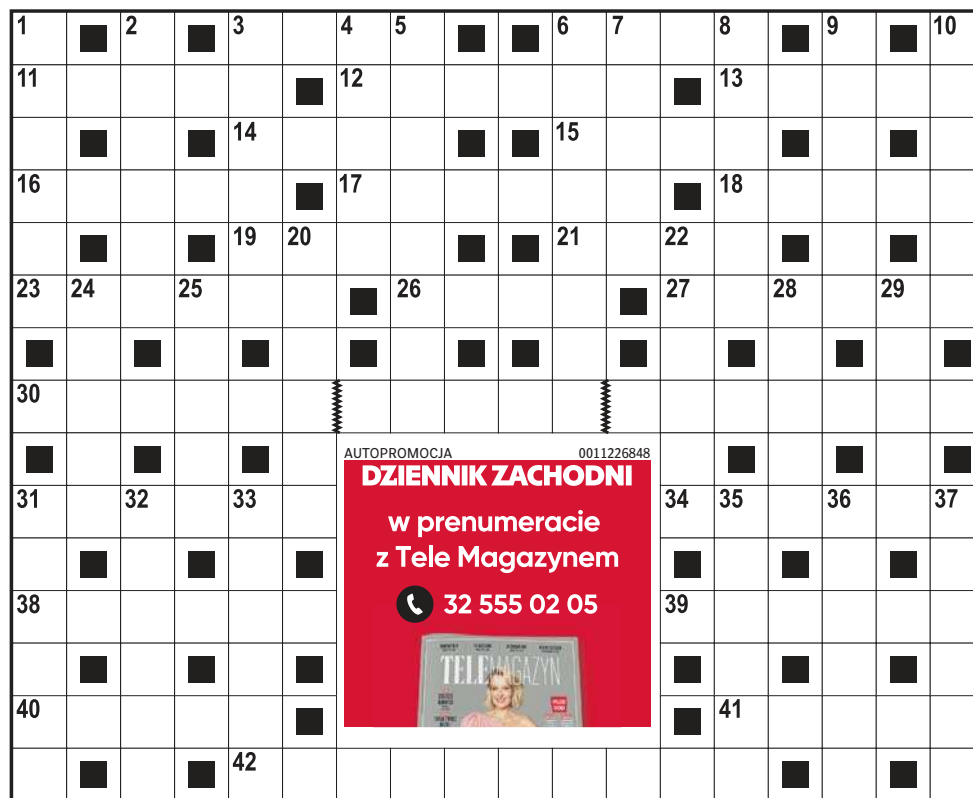 1 2 3 4 5 6 7 8 9 10
11 12 13
14 15
16 17 18
19 20 21 22
23 24 25 26 27 28 29
30
AUTOPROMOCJA 0011226848
DZIENNIK ZACHODNI
31 32 33 34 35 36 37
w prenumeracie
z Tele Magazynem
38 32 555 02 05 39
TELEMAGAZYN
40 41
42